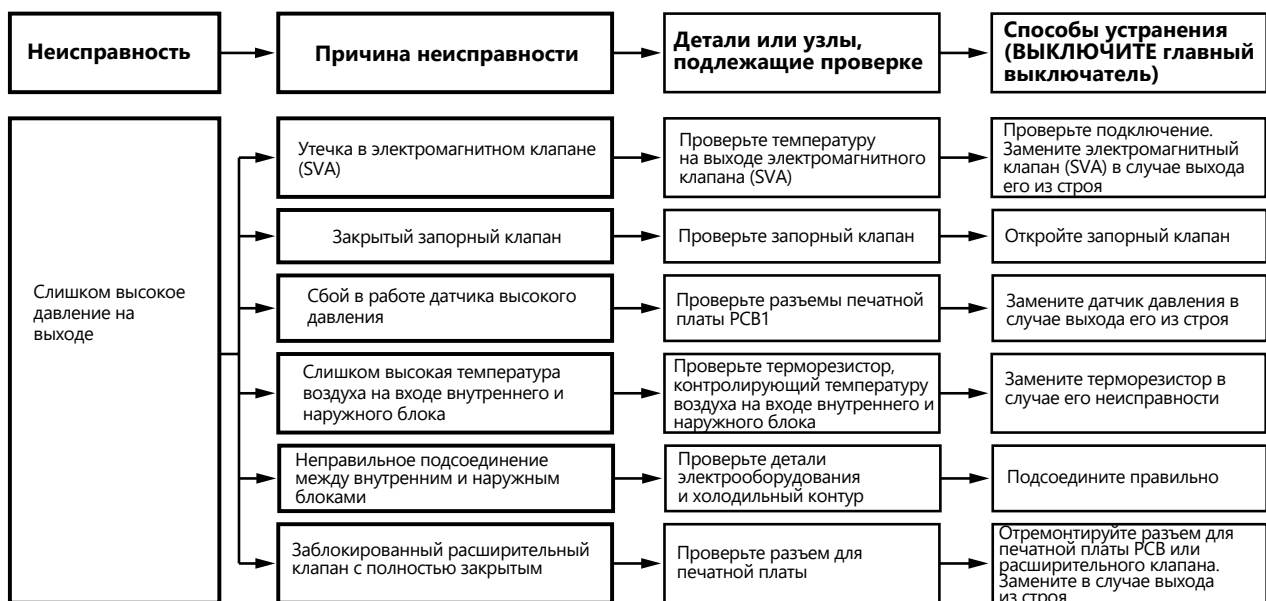 Неисправность
Причина неисправности
Детали или узлы,
подлежащие проверке
Способы устранения
(ВЫКЛЮЧИТЕ главный
выключатель)
Слишком высокое
давление на
выходе
Утечка в электромагнитном клапане
(SVA)
Проверьте температуру
на выходе электромагнитного
клапана (SVA)
Проверьте подключение.
Замените электромагнитный
клапан (SVA) в случае выхода
его из строя
Закрытый запорный клапан
Проверьте запорный клапан
Откройте запорный клапан
Сбой в работе датчика высокого
давления
Проверьте разъемы печатной
платы PCB1
Замените датчик давления в
случае выхода его из строя
Слишком высокая температура
воздуха на входе внутреннего и
наружного блока
Проверьте терморезистор,
контролирующий температуру
воздуха на входе внутреннего и
наружного блока
Замените терморезистор в
случае его неисправности
Неправильное подсоединение
между внутренним и наружным
блоками
Проверьте детали
электрооборудования
и холодильный контур
Подсоедините правильно
Заблокированный расширительный
клапан с полностью закрытым
Проверьте разъем для
печатной платы
Отремонтируйте разъем для
печатной платы PCB или
расширительного клапана.
Замените в случае выхода
из строя